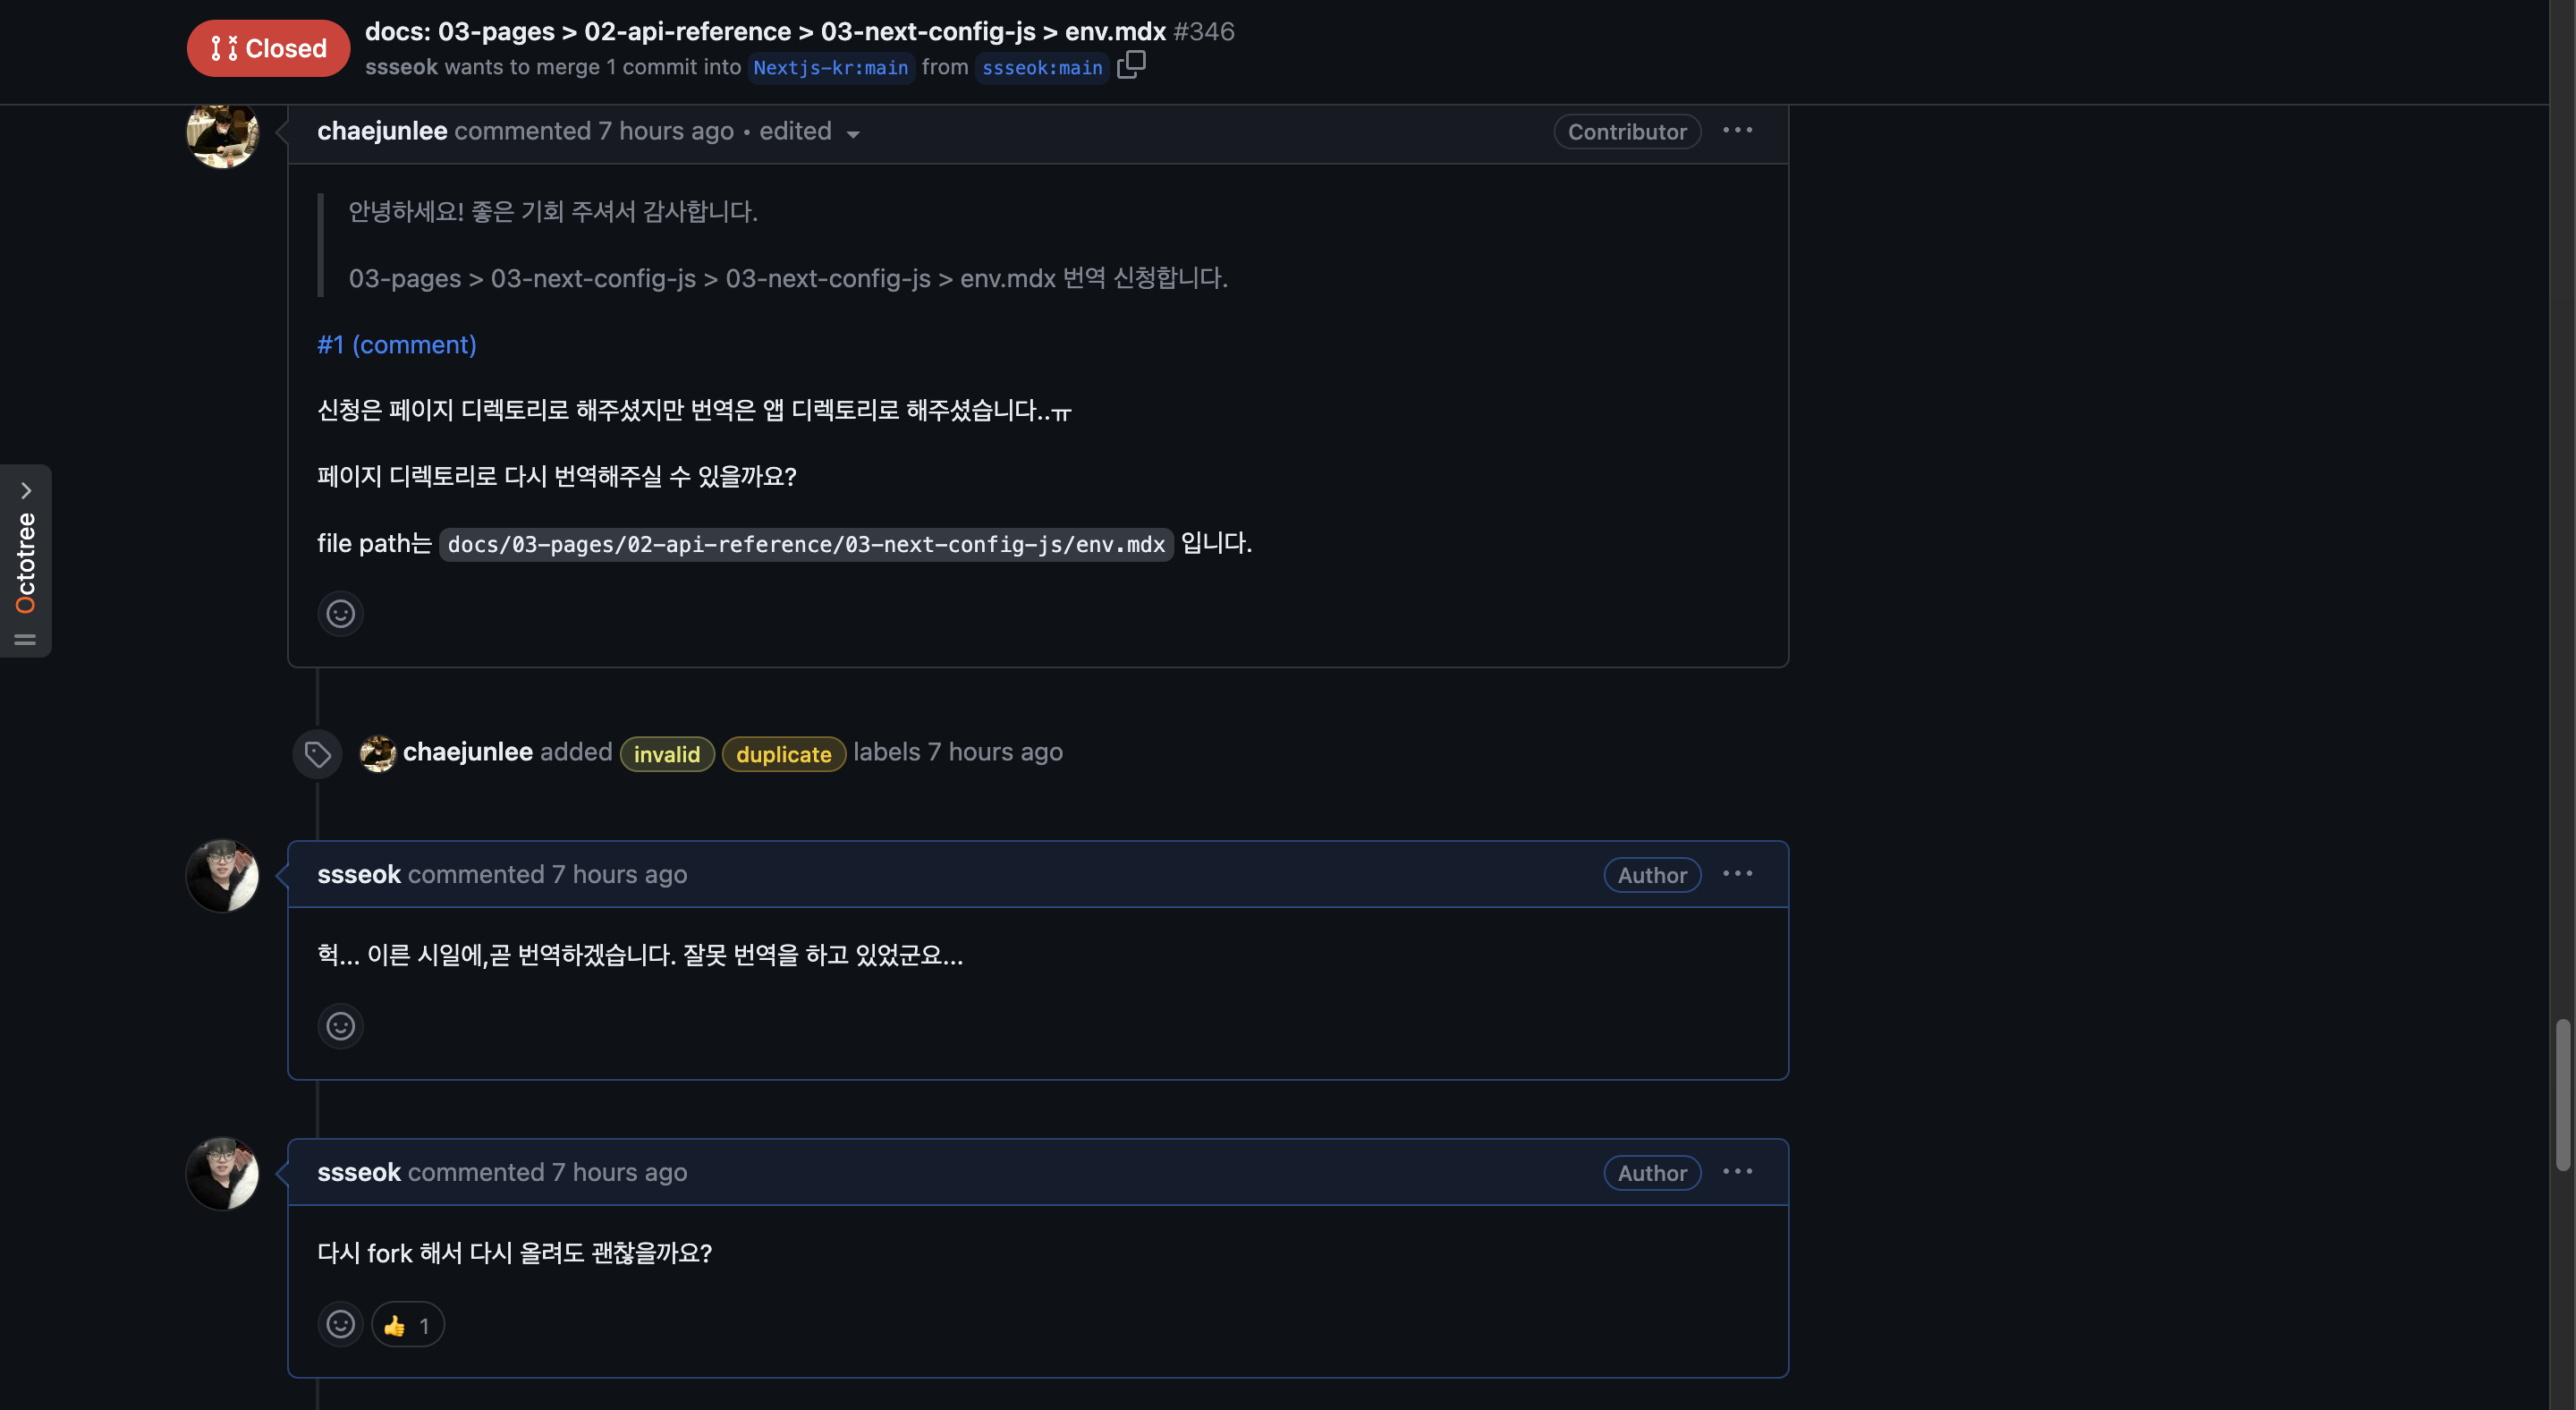 Closed
docs: 03-pages > 02-api-reference > 03-next-config-js > env.mdx #346
ssseok wants to merge 1 commit into Nextjs-kr:main from ssseok:main
chaejunlee commented 7 hours ago • edited
Contributor
안녕하세요! 좋은 기회 주셔서 감사합니다.
03-pages > 03-next-config-js > 03-next-config-js > env.mdx 번역 신청합니다.
#1 (comment)
신청은 페이지 디렉토리로 해주셨지만 번역은 앱 디렉토리로 해주셨습니다..ㅠ
페이지 디렉토리로 다시 번역해주실 수 있을까요?
file path는 docs/03-pages/02-api-reference/03-next-config-js/env.mdx 입니다.
Octotree
chaejunlee added invalid duplicate labels 7 hours ago
ssseok commented 7 hours ago
Author
헉... 이른 시일에,곧 번역하겠습니다. 잘못 번역을 하고 있었군요...
ssseok commented 7 hours ago
Author
다시 fork 해서 다시 올려도 괜찮을까요?
👍 1